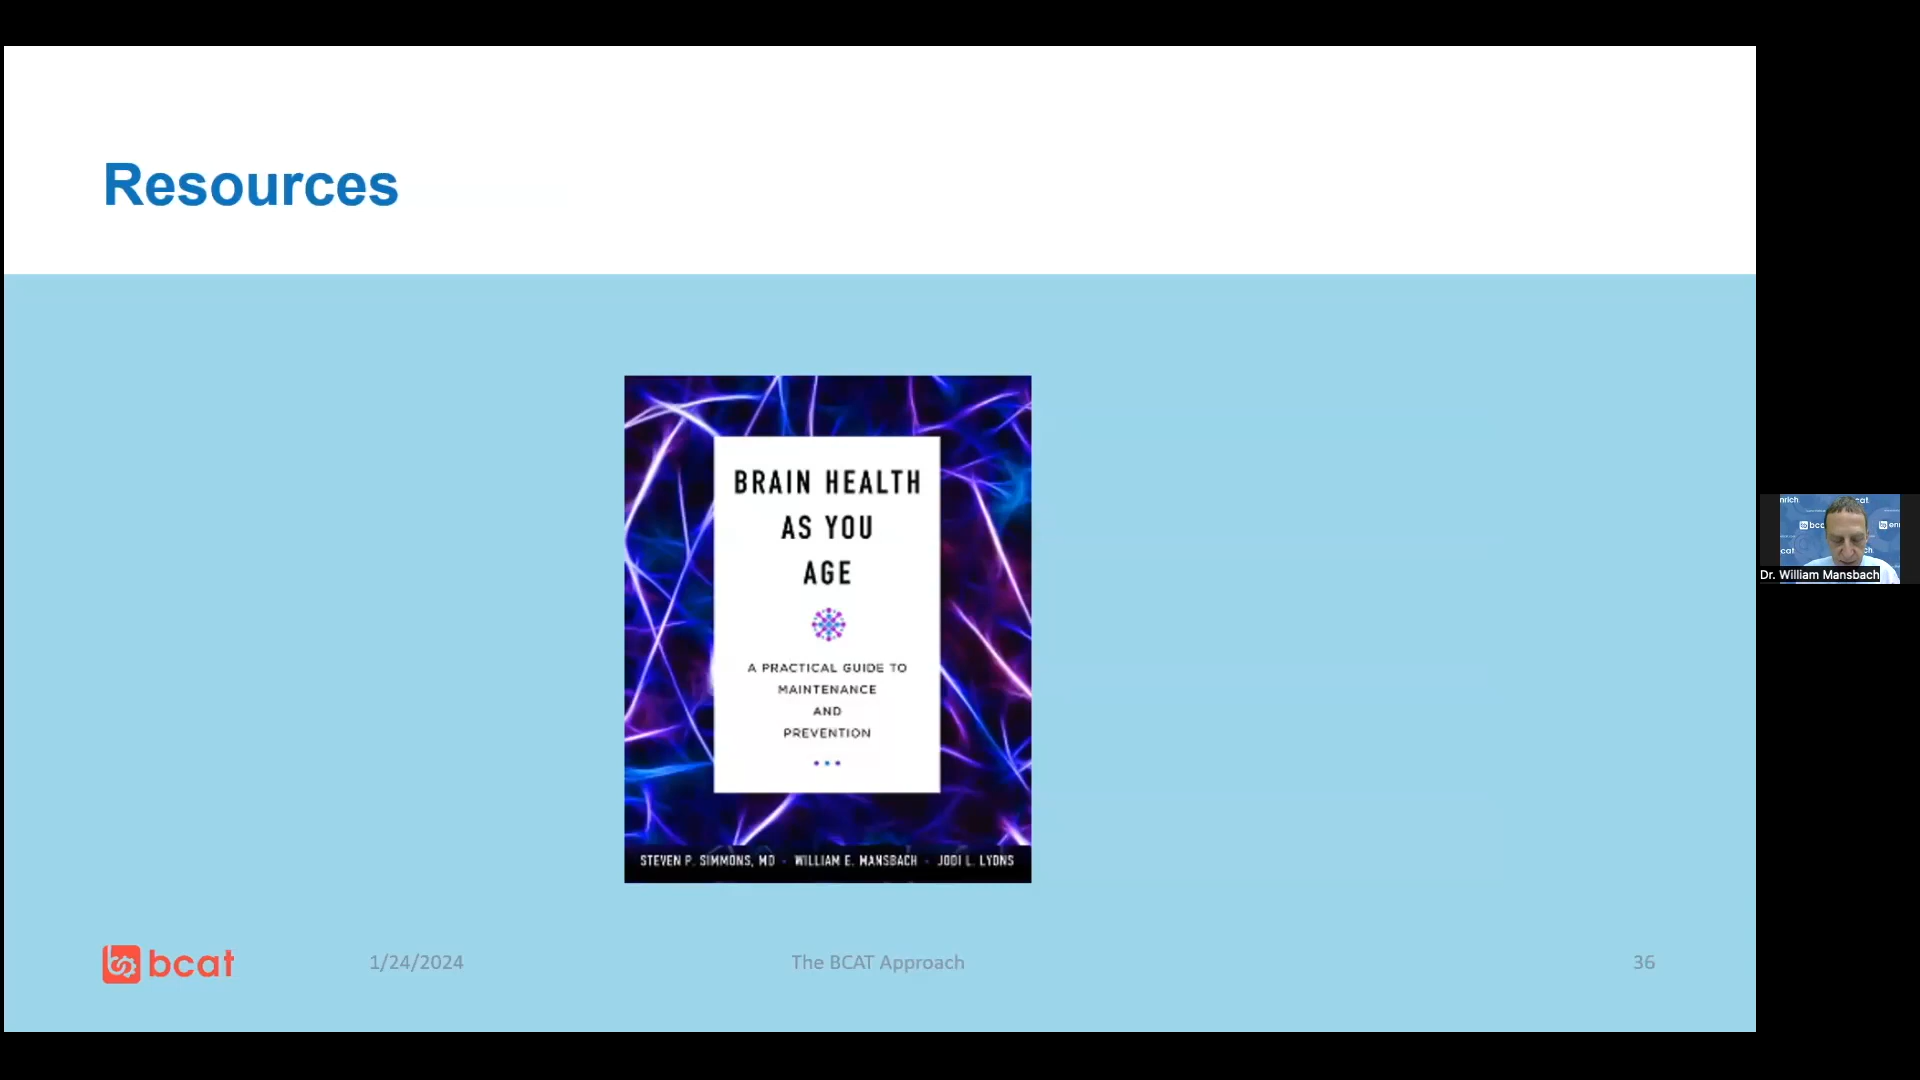 Resources
BRAIN HEALTH
AS YOU
AGE
A PRACTICAL GUIDE TO
MAINTENANCE
AND
PREVENTION
STEVEN P. SIMMONS, MD · WILLIAM E. MANSBACH · JODI L. LYONS
bcat
1/24/2024
The BCAT Approach
36
Dr. William Mansbach